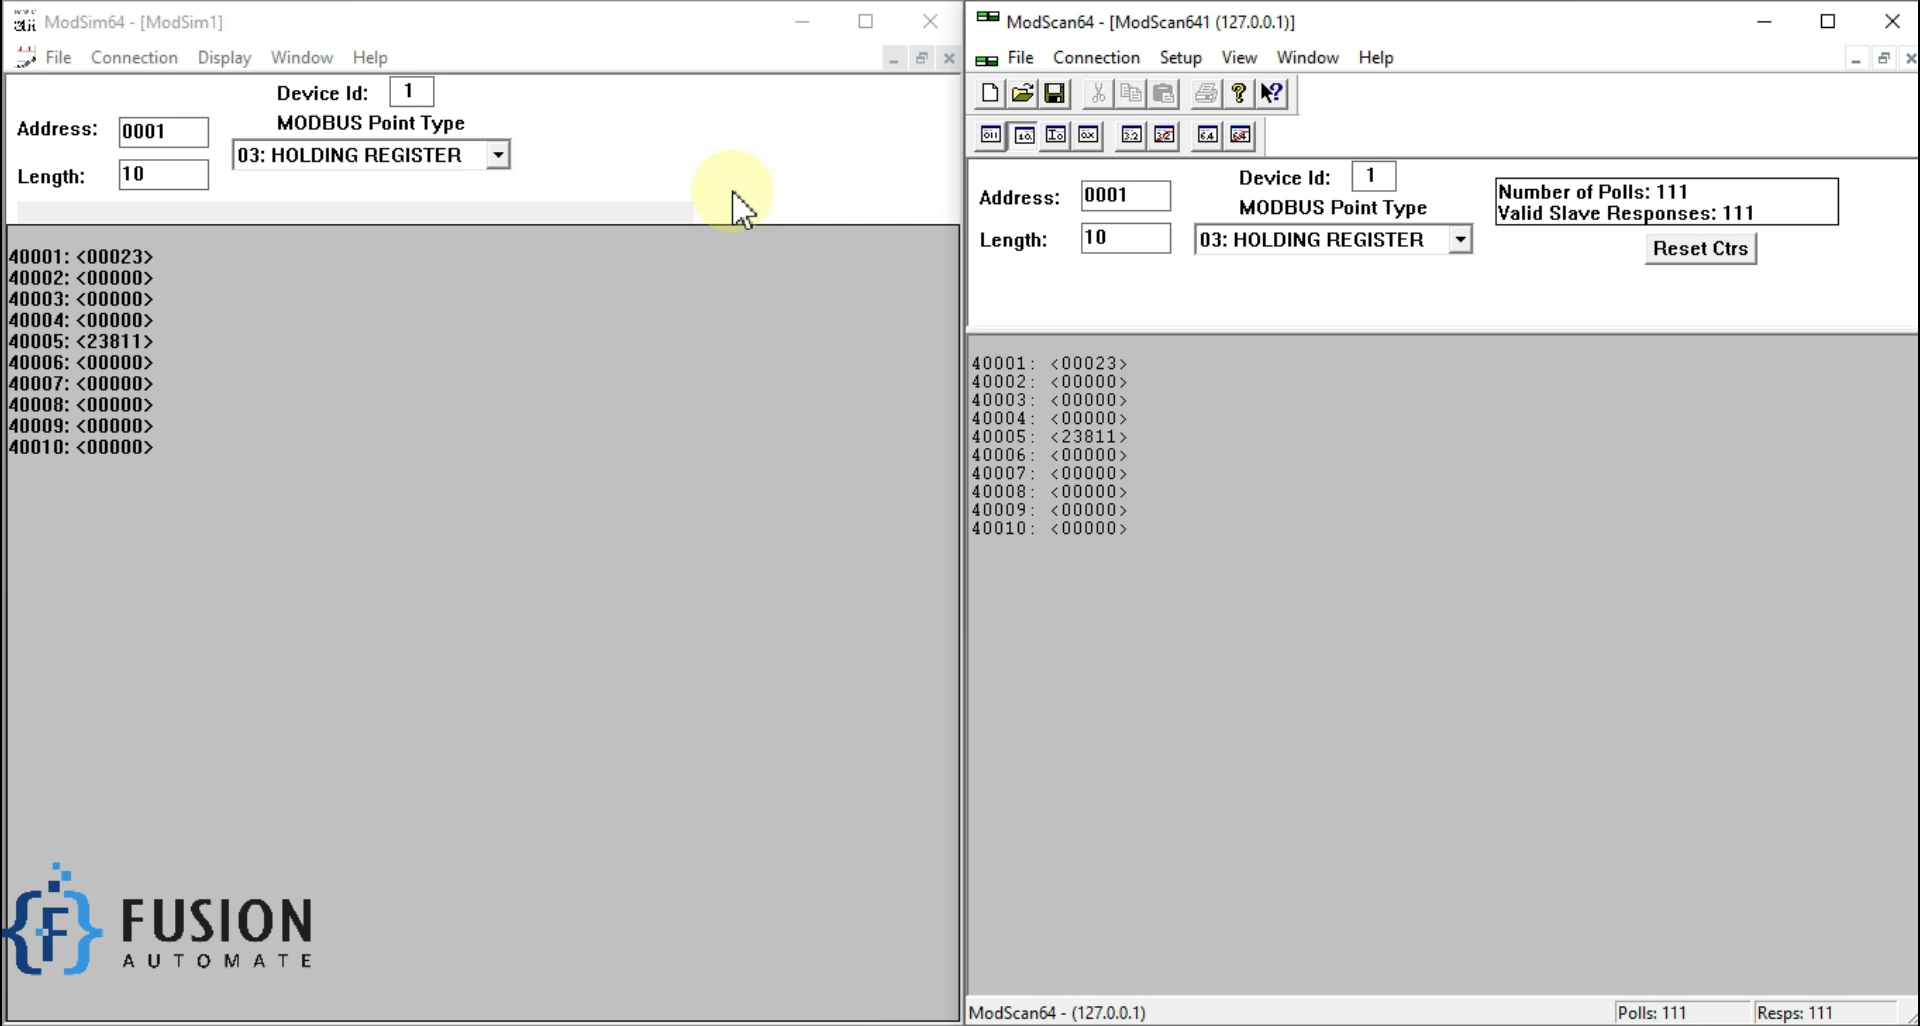 ModSim64 - [ModSim1]
File Connection Display Window Help
Device Id: 1
Address: 0001
MODBUS Point Type
03: HOLDING REGISTER
Length: 10
40001: <00023>
40002: <00000>
40003: <00000>
40004: <00000>
40005: <23811>
40006: <00000>
40007: <00000>
40008: <00000>
40009: <00000>
40010: <00000>
FUSION
AUTOMATE
ModScan64 - [ModScan641 (127.0.0.1)]
File Connection Setup View Window Help
Device Id: 1
Address: 0001
MODBUS Point Type
Length: 10
03: HOLDING REGISTER
Number of Polls: 111
Valid Slave Responses: 111
Reset Ctrs
40001: <00023>
40002: <00000>
40003: <00000>
40004: <00000>
40005: <23811>
40006: <00000>
40007: <00000>
40008: <00000>
40009: <00000>
40010: <00000>
ModScan64 - (127.0.0.1)
Polls: 111
Resps: 111